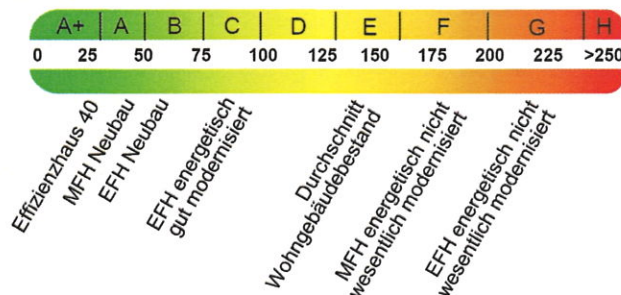 A+ A B C D E F G H
0 25 50 75 100 125 150 175 200 225 >250
Effizienzhaus 40
MFH Neubau
EFH Neubau
EFH energetisch
gut modernisiert
Durchschnitt
Wohngebäudebestand
MFH energetisch nicht
wesentlich modernisiert
EFH energetisch nicht
wesentlich modernisiert